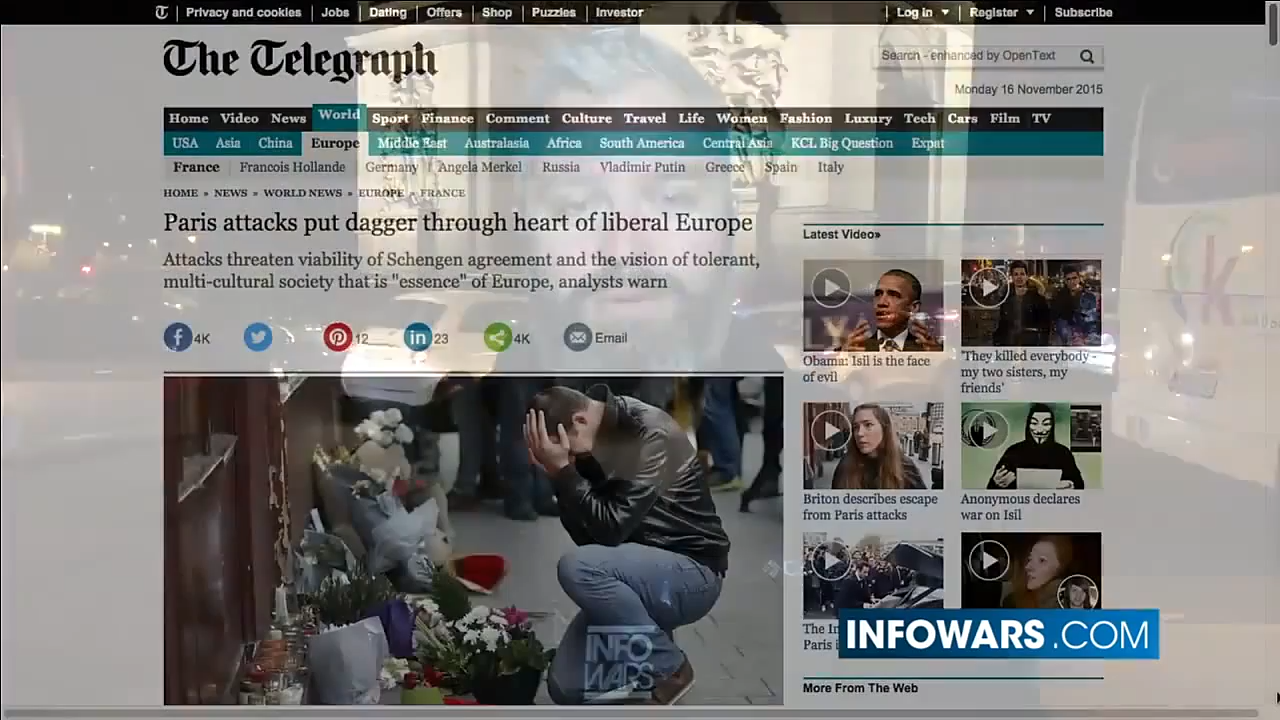 Privacy and cookies Jobs Dating Offers Shop Puzzles Investor Log in Register Subscribe
The Telegraph
Search - enhanced by OpenText
Monday 16 November 2015
Home Video News World Sport Finance Comment Culture Travel Life Women Fashion Luxury Tech Cars Film TV
USA Asia China Europe Middle East Australasia Africa South America Central Asia KCL Big Question Expat
France Francois Hollande Germany Angela Merkel Russia Vladimir Putin Greece Spain Italy
HOME » NEWS » WORLD NEWS » EUROPE » FRANCE
Paris attacks put dagger through heart of liberal Europe
Attacks threaten viability of Schengen agreement and the vision of tolerant,
multi-cultural society that is "essence" of Europe, analysts warn
4K 12 in 23 4K Email
Latest Video»
Obama: Isil is the face
of evil
'They killed everybody -
my two sisters, my
friends'
Briton describes escape
from Paris attacks
Anonymous declares
war on Isil
The
Paris
INFOWARS.COM
More From The Web
INFO
WARS
k